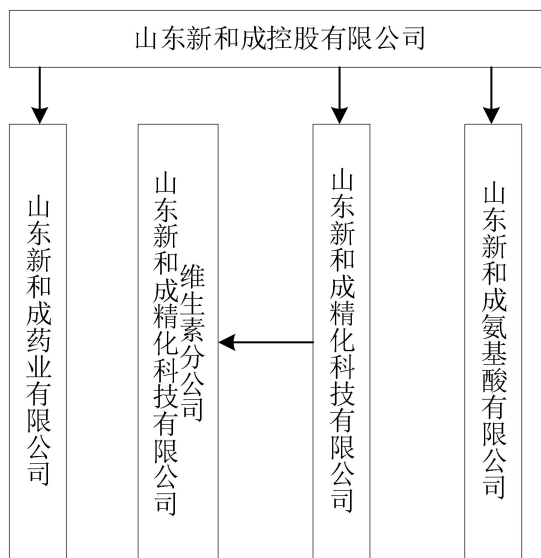 山东新和成控股有限公司
山东新和成药业有限公司
山东新和成精化科技有限公司
维生素分公司
山东新和成精化科技有限公司
山东新和成氨基酸有限公司